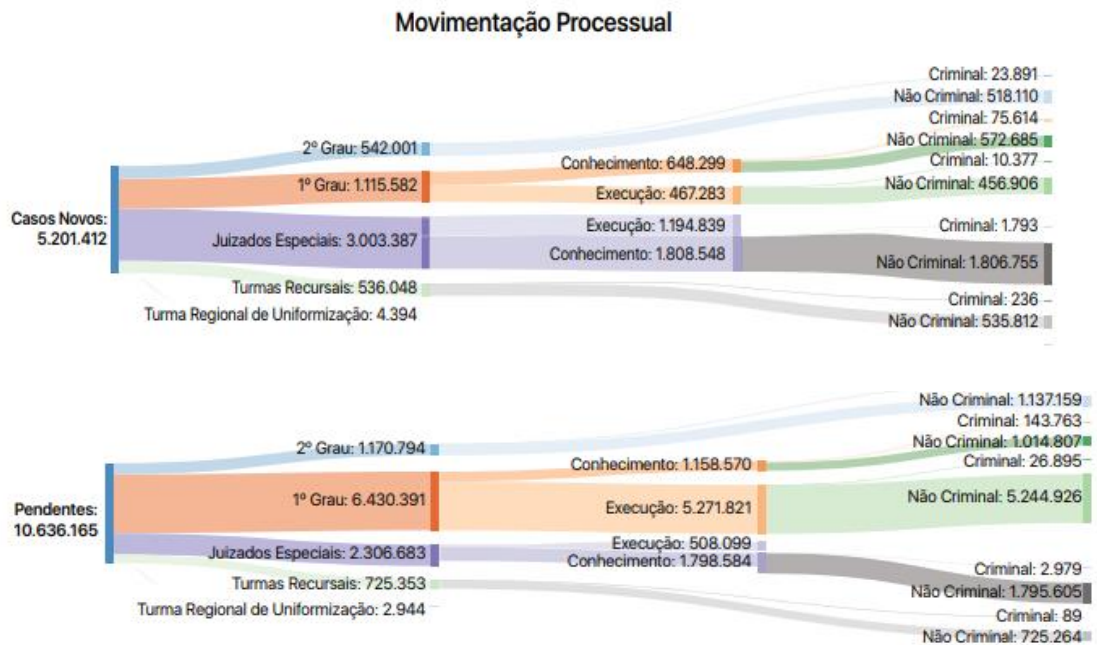 Movimentação Processual
Criminal: 23.891
Não Criminal: 518.110
Criminal: 75.614
2º Grau: 542.001
Não Criminal: 572.685
Conhecimento: 648.299
Criminal: 10.377
1º Grau: 1.115.582
Execução: 467.283
Não Criminal: 456.906
Casos Novos:
5.201.412
Execução: 1.194.839
Criminal: 1.793
Juizados Especiais: 3.003.387
Conhecimento: 1.808.548
Não Criminal: 1.806.755
Turmas Recursais: 536.048
Criminal: 236
Turma Regional de Uniformização: 4.394
Não Criminal: 535.812
Não Criminal: 1.137.159
Criminal: 143.763
2º Grau: 1.170.794
Não Criminal: 1.014.807
Conhecimento: 1.158.570
Criminal: 26.895
1º Grau: 6.430.391
Execução: 5.271.821
Não Criminal: 5.244.926
Pendentes:
10.636.165
Execução: 508.099
Juizados Especiais: 2.306.683
Conhecimento: 1.798.584
Criminal: 2.979
Turmas Recursais: 725.353
Não Criminal: 1.795.605
Turma Regional de Uniformização: 2.944
Criminal: 89
Não Criminal: 725.264